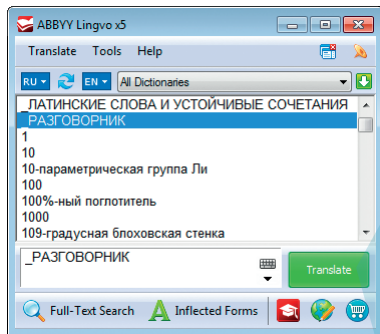 ABBYY Lingvo x5
Translate Tools Help
RU EN All Dictionaries
_ЛАТИНСКИЕ СЛОВА И УСТОЙЧИВЫЕ СОЧЕТАНИЯ
_РАЗГОВОРНИК
1
10
10-параметрическая группа Ли
100
100%-ный поглотитель
1000
109-градусная блоховская стенка
_РАЗГОВОРНИК
Translate
Full-Text Search Inflected Forms